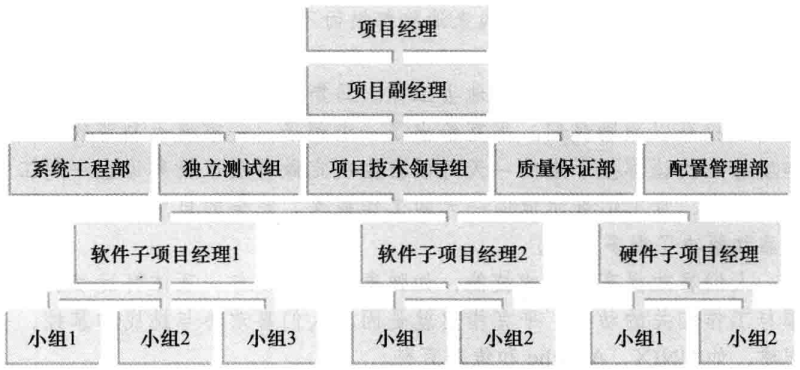 项目经理
项目副经理
系统工程部 独立测试组 项目技术领导组 质量保证部 配置管理部
软件子项目经理1 软件子项目经理2 硬件子项目经理
小组1 小组2 小组3 小组1 小组2 小组1 小组2